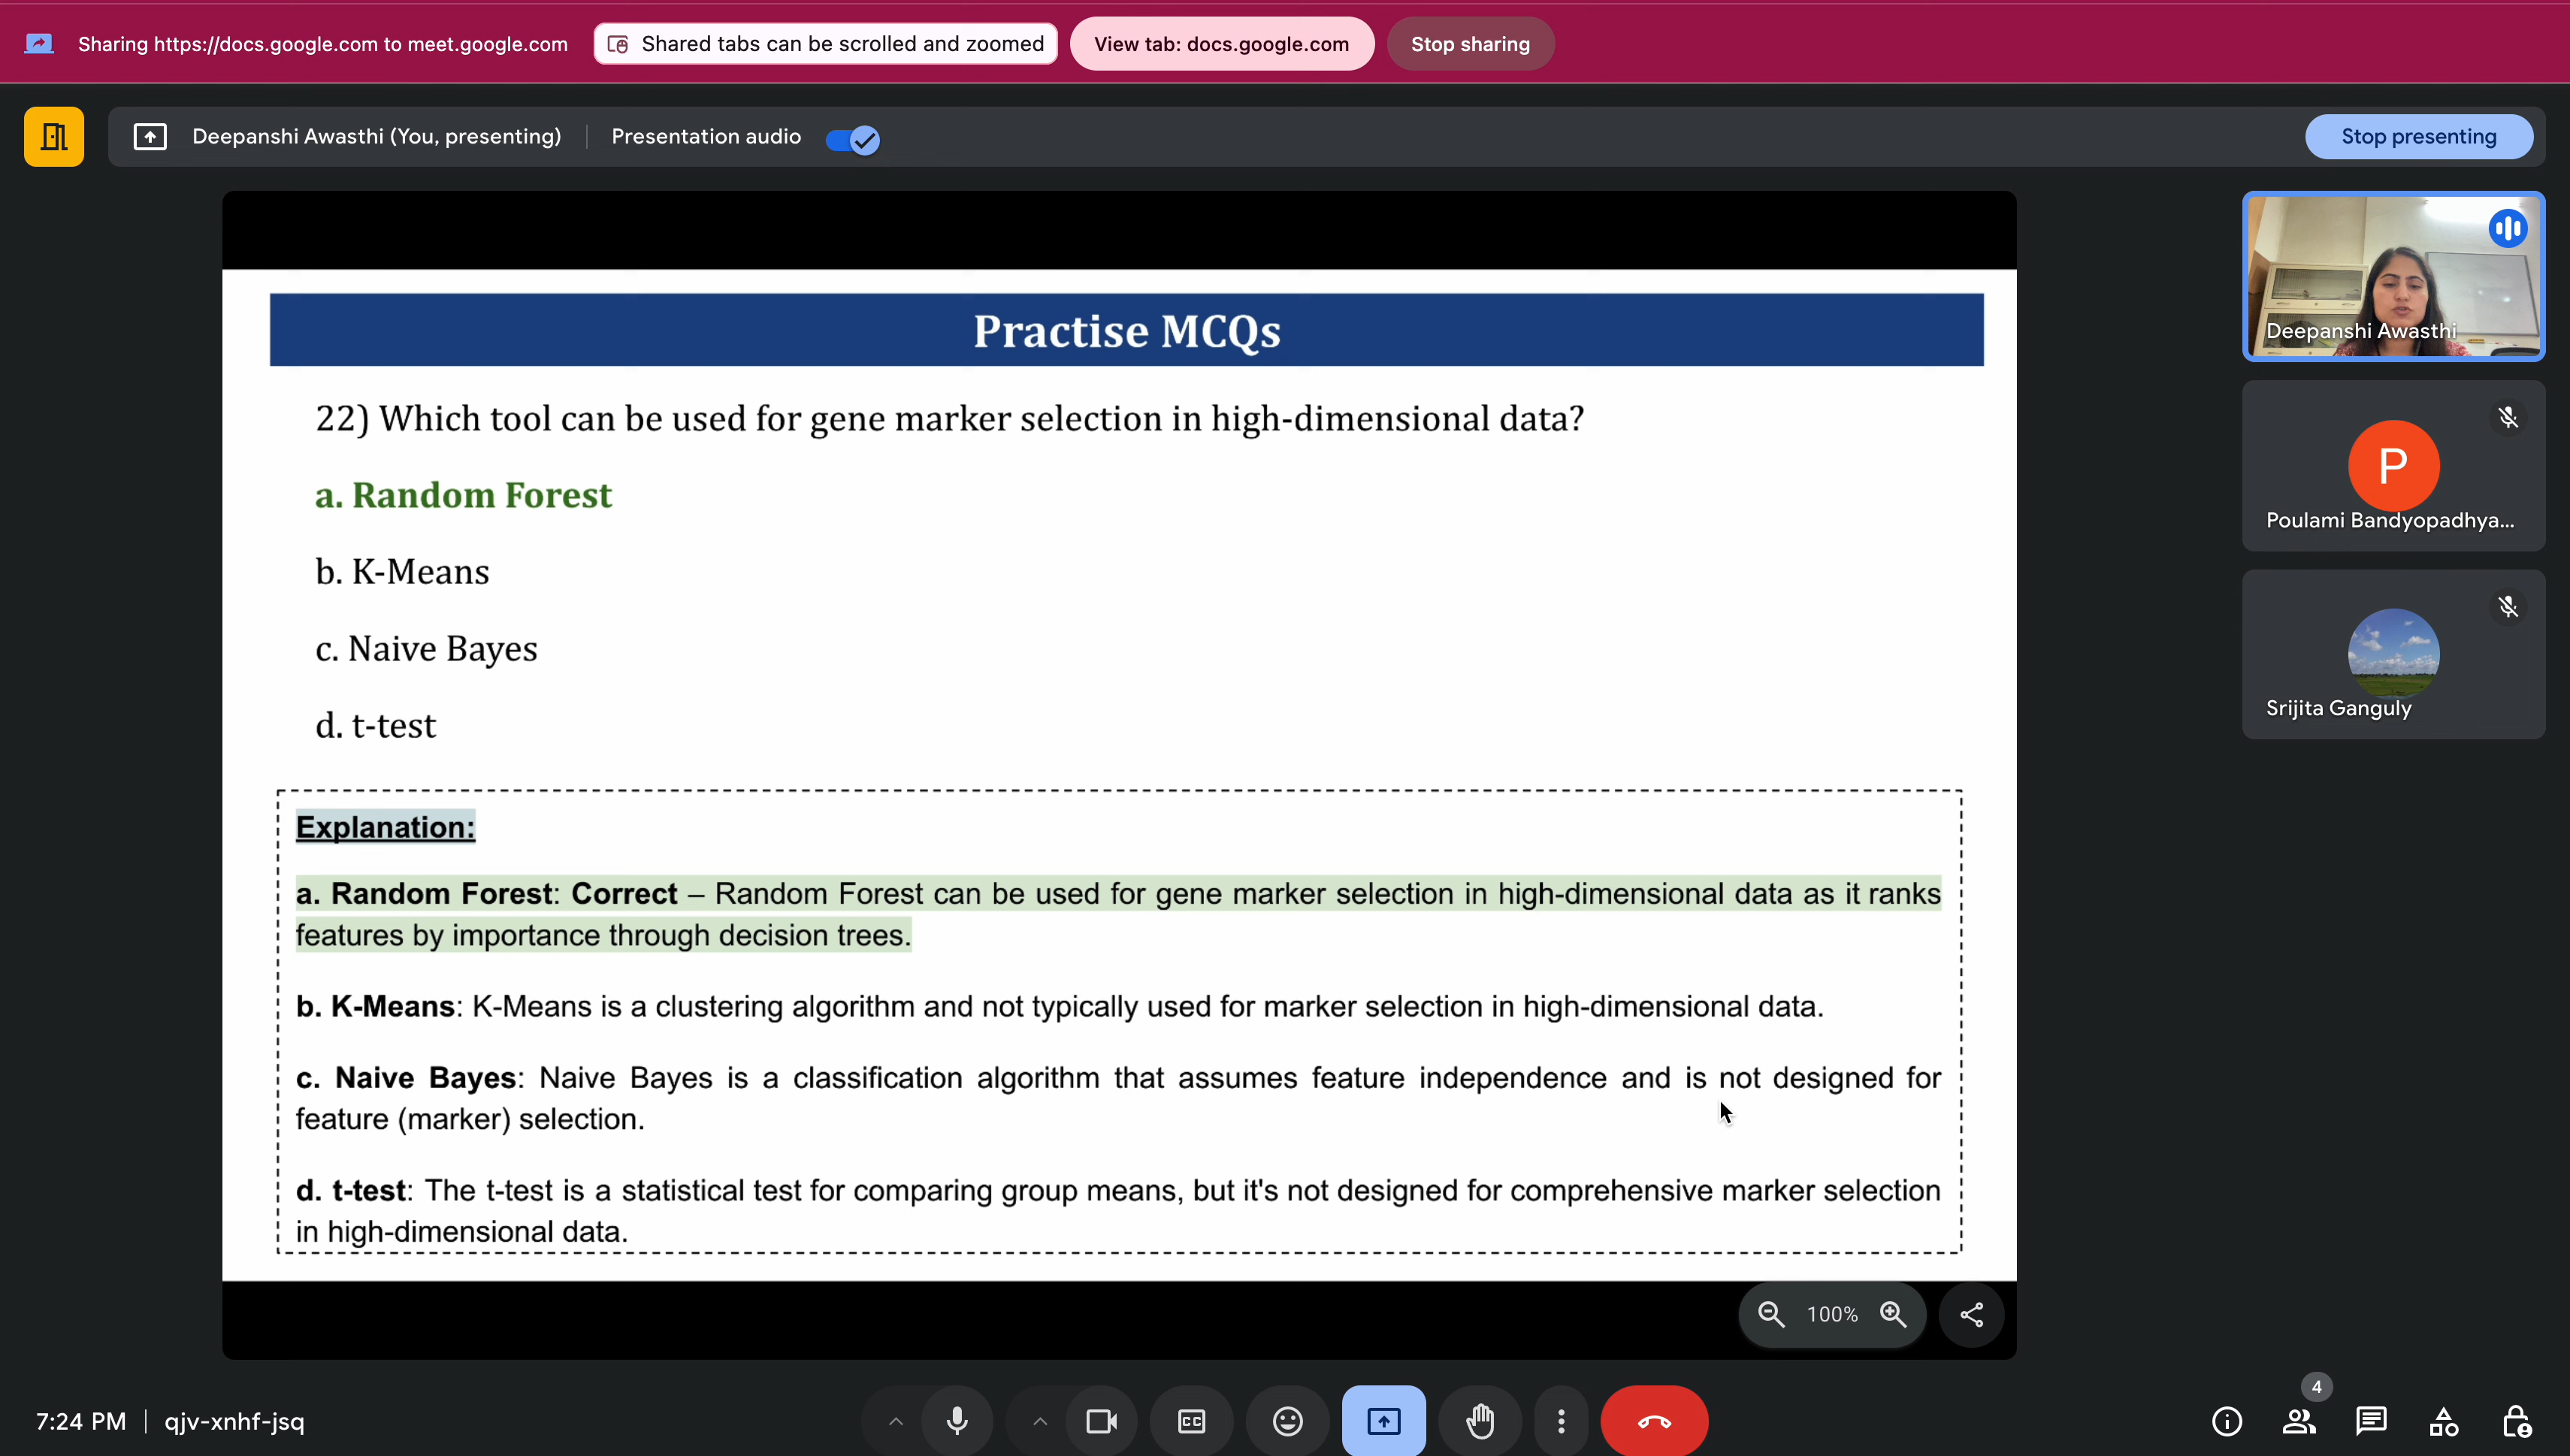 Sharing https://docs.google.com to meet.google.com
Shared tabs can be scrolled and zoomed
View tab: docs.google.com
Stop sharing
Deepanshi Awasthi (You, presenting)
Presentation audio
Stop presenting
Practise MCQs
22) Which tool can be used for gene marker selection in high-dimensional data?
a. Random Forest
b. K-Means
c. Naive Bayes
d. t-test
Explanation:
a. Random Forest: Correct – Random Forest can be used for gene marker selection in high-dimensional data as it ranks
features by importance through decision trees.
b. K-Means: K-Means is a clustering algorithm and not typically used for marker selection in high-dimensional data.
c. Naive Bayes: Naive Bayes is a classification algorithm that assumes feature independence and is not designed for
feature (marker) selection.
d. t-test: The t-test is a statistical test for comparing group means, but it's not designed for comprehensive marker selection
in high-dimensional data.
100%
Deepanshi Awasthi
P
Poulami Bandyopadhya...
Srijita Ganguly
7:24 PM
qjv-xnhf-jsq
CC
4